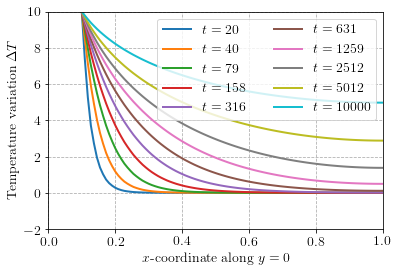 Temperature variation ΔT
10
8
6
4
2
0
−2
t = 20
t = 40
t = 79
t = 158
t = 316
t = 631
t = 1259
t = 2512
t = 5012
t = 10000
0.0 0.2 0.4 0.6 0.8 1.0
x-coordinate along y = 0